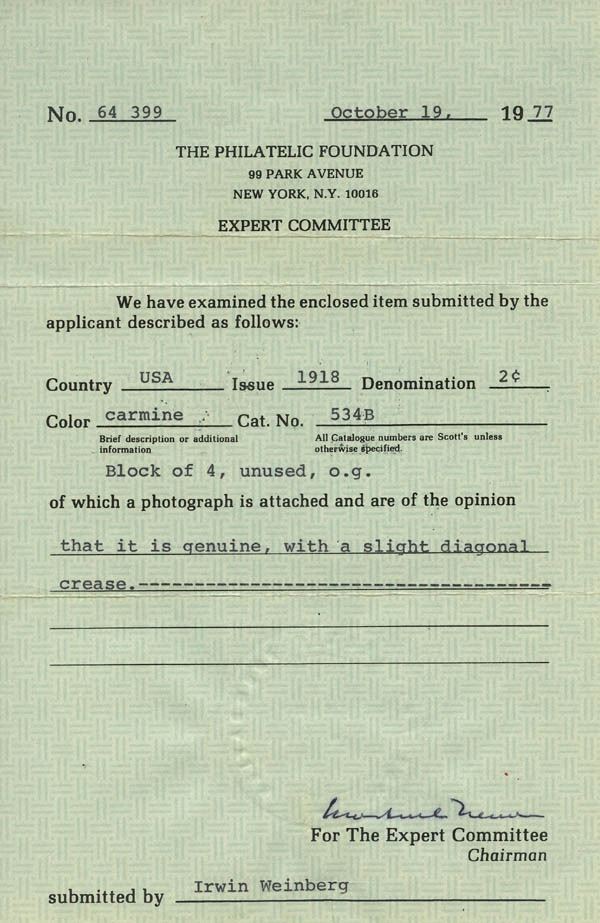 No. 64 399 October 19, 19 77
THE PHILATELIC FOUNDATION
99 PARK AVENUE
NEW YORK, N.Y. 10016
EXPERT COMMITTEE
We have examined the enclosed item submitted by the
applicant described as follows:
Country USA Issue 1918 Denomination 2¢
Color carmine Cat. No. 534B
Brief description or additional information
All Catalogue numbers are Scott's unless otherwise specified.
Block of 4, unused, o.g.
of which a photograph is attached and are of the opinion
that it is genuine, with a slight diagonal
crease.-------------------------------------
For The Expert Committee
Chairman
submitted by Irwin Weinberg